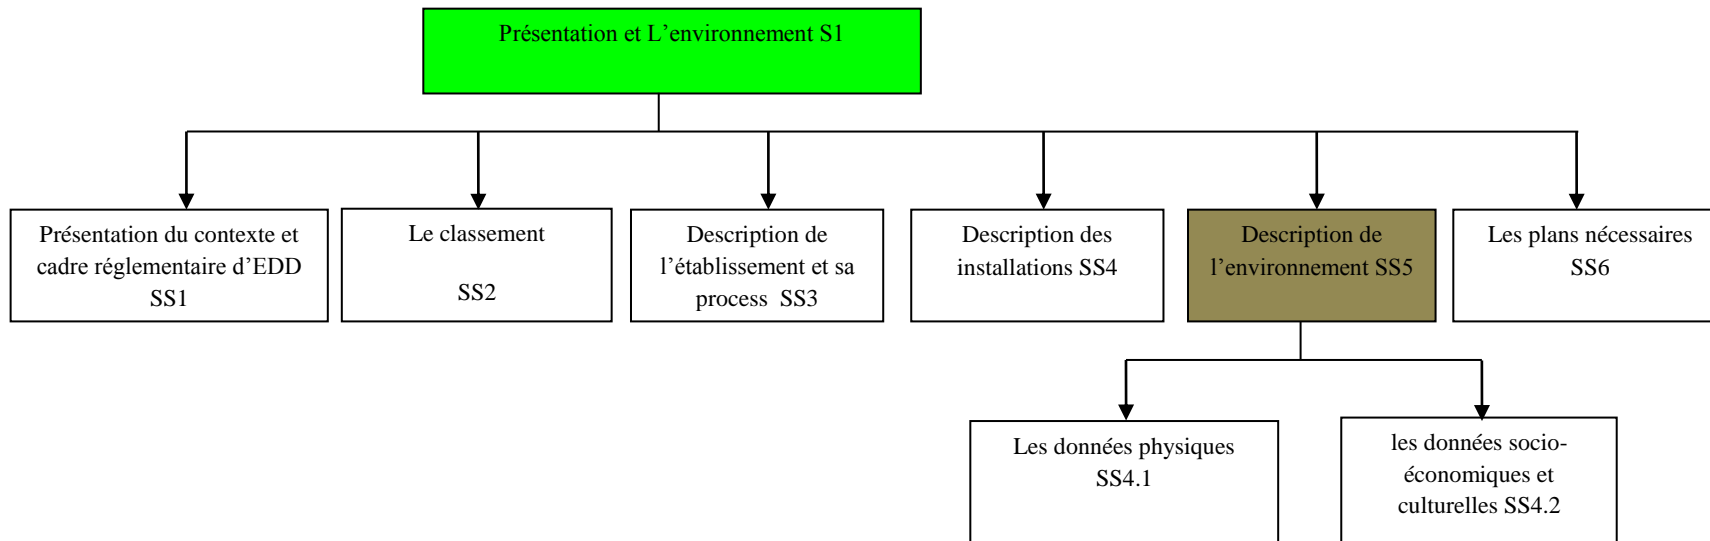 Présentation et L’environnement S1
Présentation du contexte et
cadre réglementaire d’EDD
SS1
Le classement
SS2
Description de
l’établissement et sa
process SS3
Description des
installations SS4
Description de
l’environnement SS5
Les plans nécessaires
SS6
Les données physiques
SS4.1
les données socio-
économiques et
culturelles SS4.2